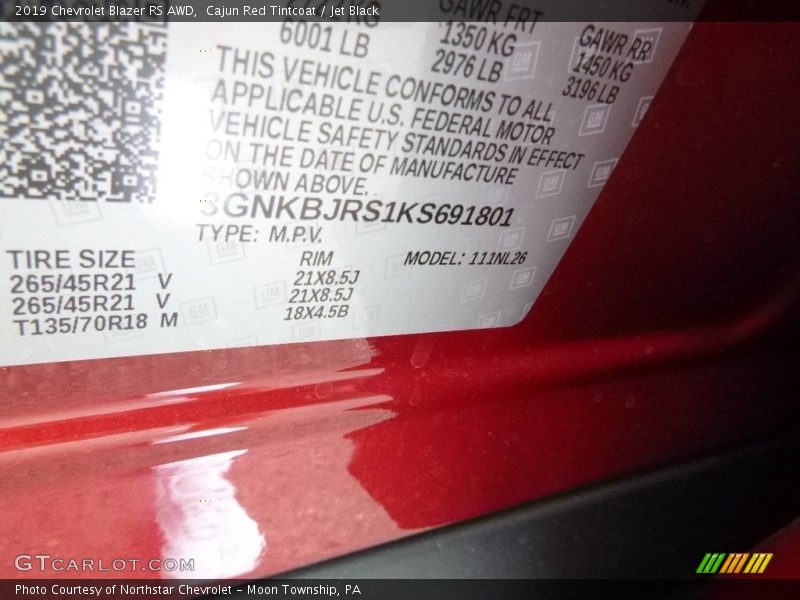 2019 Chevrolet Blazer RS AWD, Cajun Red Tintcoat / Jet Black
KG
6001 LB
GAWR FRT
1350 KG
2976 LB
GAWR RR
1450 KG
3196 LB
THIS VEHICLE CONFORMS TO ALL
APPLICABLE U.S. FEDERAL MOTOR
VEHICLE SAFETY STANDARDS IN EFFECT
ON THE DATE OF MANUFACTURE
SHOWN ABOVE.
3GNKBJRS1KS691801
TYPE: M.P.V.
MODEL: 111NL26
TIRE SIZE RIM
265/45R21 V 21X8.5J
265/45R21 V 21X8.5J
T135/70R18 M 18X4.5B
GTCARLOT.COM
Photo Courtesy of Northstar Chevrolet - Moon Township, PA